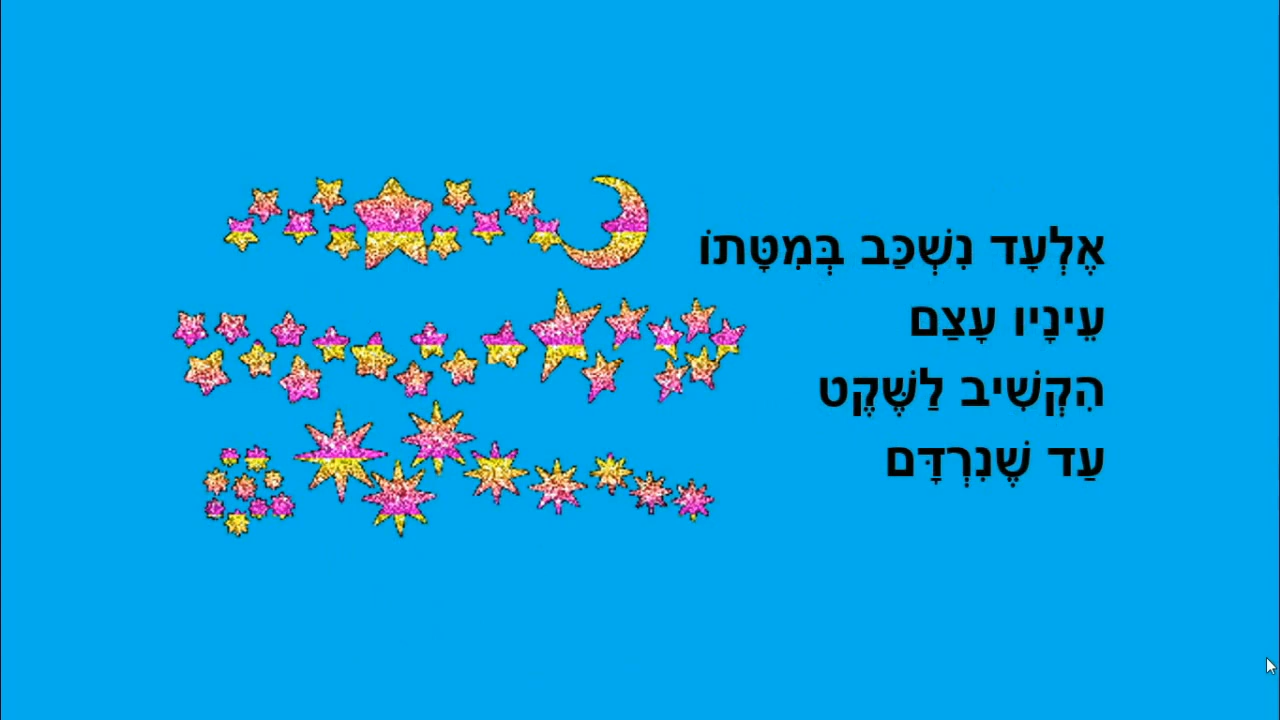 אֶלְעָד נִשְׁכַּב בְּמִטָּתוֹ
עֵינָיו עָצַם
הִקְשִׁיב לַשֶּׁקֶט
עַד שֶׁנִרְדָּם